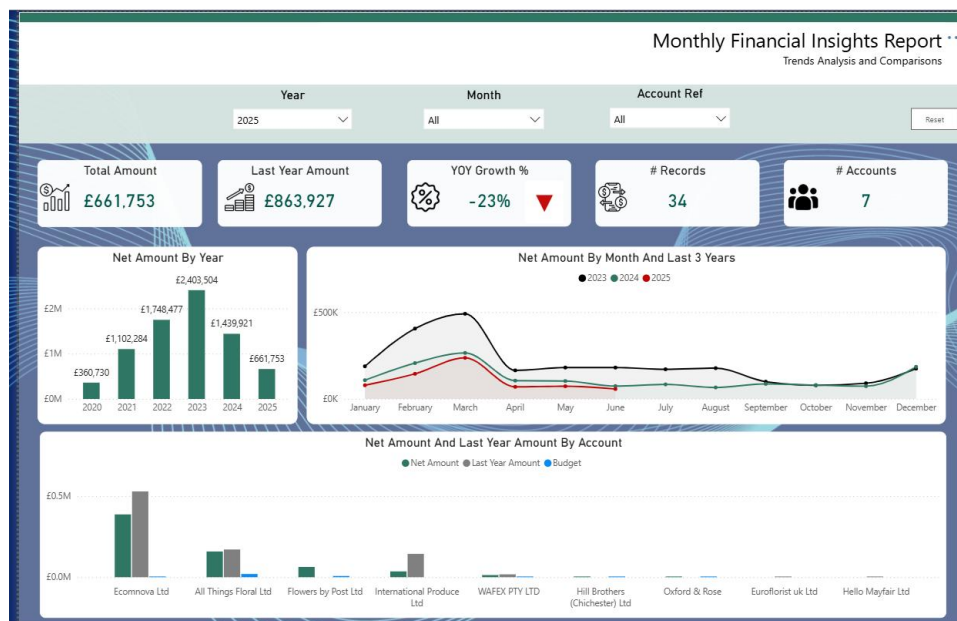 Monthly Financial Insights Report
Trends Analysis and Comparisons
Year
Month
Account Ref
2025
All
All
Reset
Total Amount
£661,753
Last Year Amount
£863,927
YOY Growth %
-23%
# Records
34
# Accounts
7
Net Amount By Year
£2M
£1M
£0M
£360,730
£1,102,284
£1,748,477
£2,403,504
£1,439,921
£661,753
2020 2021 2022 2023 2024 2025
Net Amount By Month And Last 3 Years
2023 2024 2025
£500K
£0K
January February March April May June July August September October November December
Net Amount And Last Year Amount By Account
Net Amount Last Year Amount Budget
£0.5M
£0.0M
Ecomnova Ltd
All Things Floral Ltd
Flowers by Post Ltd
International Produce
Ltd
WAFEX PTY LTD
Hill Brothers
(Chichester) Ltd
Oxford & Rose
Euroflorist uk Ltd
Hello Mayfair Ltd